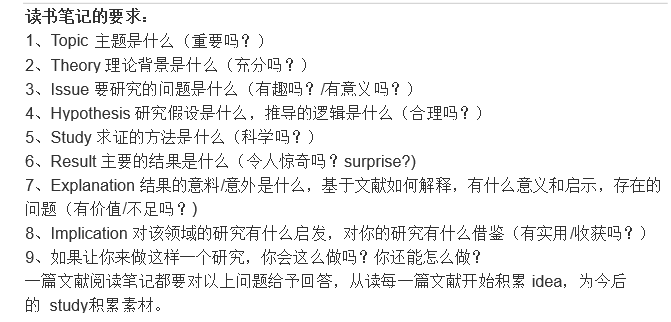 读书笔记的要求：
1、Topic 主题是什么（重要吗？）
2、Theory 理论背景是什么（充分吗？）
3、Issue 要研究的问题是什么（有趣吗？/有意义吗？）
4、Hypothesis 研究假设是什么，推导的逻辑是什么（合理吗？）
5、Study 求证的方法是什么（科学吗？）
6、Result 主要的结果是什么（令人惊奇吗？surprise?)
7、Explanation 结果的意料/意外是什么，基于文献如何解释，有什么意义和启示，存在的
问题（有价值/不足吗？)
8、Implication 对该领域的研究有什么启发，对你的研究有什么借鉴（有实用/收获吗？）
9、如果让你来做这样一个研究，你会这么做吗？你还能怎么做？
一篇文献阅读笔记都要对以上问题给予回答，从读每一篇文献开始积累 idea，为今后
的 study积累素材。